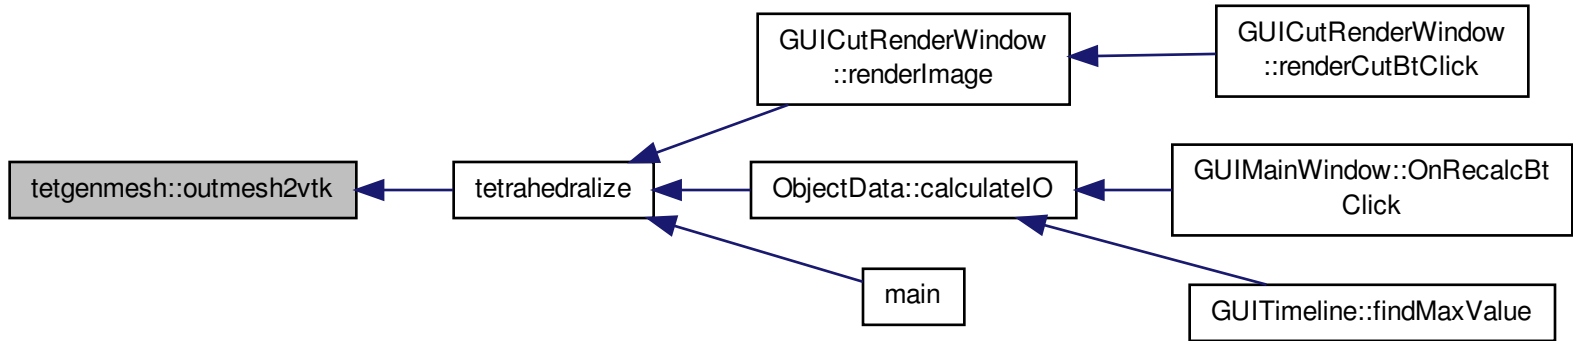 GUICutRenderWindow
::renderImage
GUICutRenderWindow
::renderCutBtClick
tetgenmesh::outmesh2vtk
tetrahedralize
ObjectData::calculateIO
GUIMainWindow::OnRecalcBt
Click
main
GUITimeline::findMaxValue